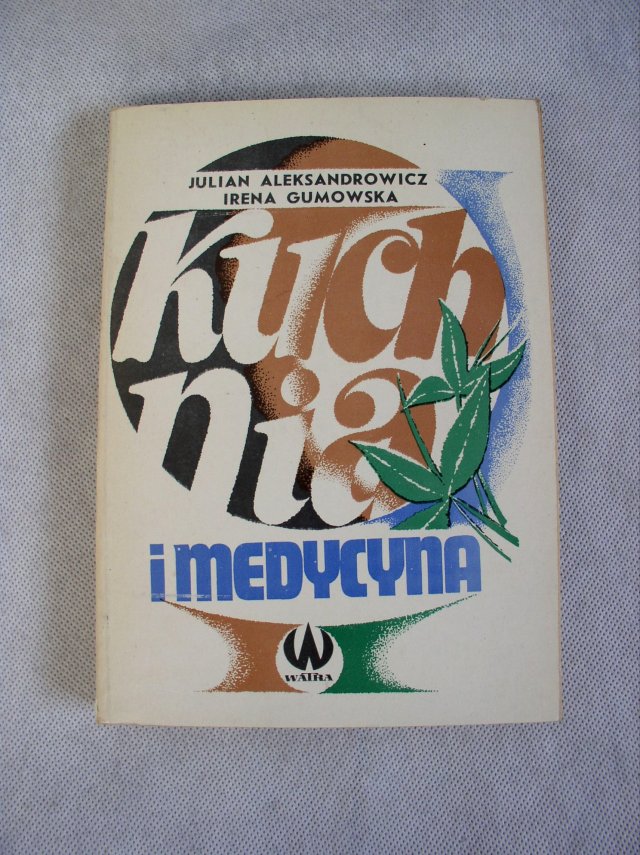 JULIAN ALEKSANDROWICZ
IRENA GUMOWSKA
Kuch
nia
i MEDYCYNA
WATRA